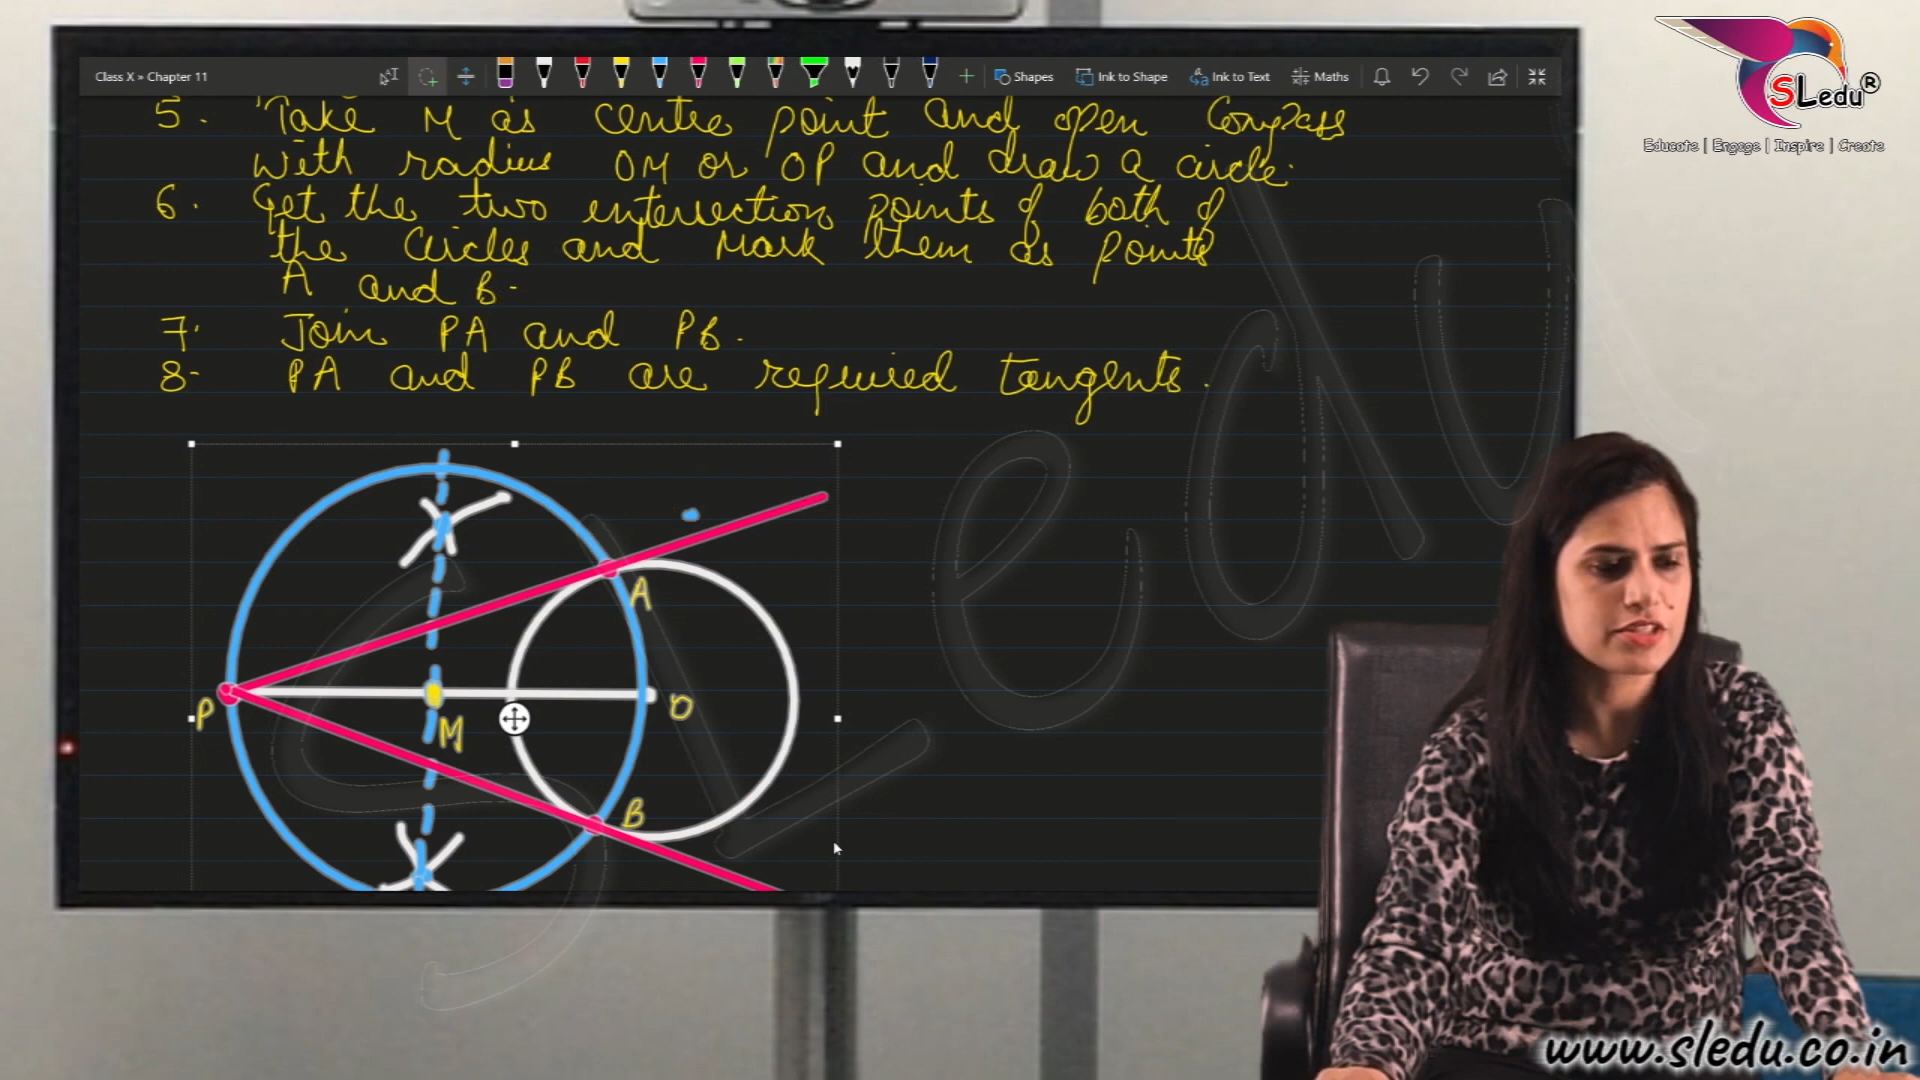 Class X » Chapter 11
Shapes
Ink to Shape
Ink to Text
Maths
SLedu®
Educate | Engage | Inspire | Create
5. Take M as centre point and open Compass
with radius OM or OP and draw a circle.
6. Get the two intersection points of both of
the circles and Mark them as points
A and B.
7. Join PA and PB.
8- PA and PB are required tangents.
A
P
M
O
B
SLedu
www.sledu.co.in